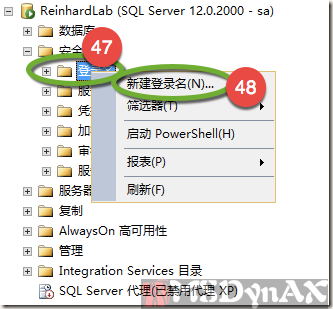 ReinhardLab (SQL Server 12.0.2000 - sa)
数据库
安全
47
登录
新建登录名(N)...
48
服
筛选器(T)
凭
启动 PowerShell(H)
加
审
报表(P)
服
刷新(F)
服务器
复制
AlwaysOn 高可用性
管理
Integration Services 目录
SQL Server 代理(已禁用代理 XP)
MSDynAX